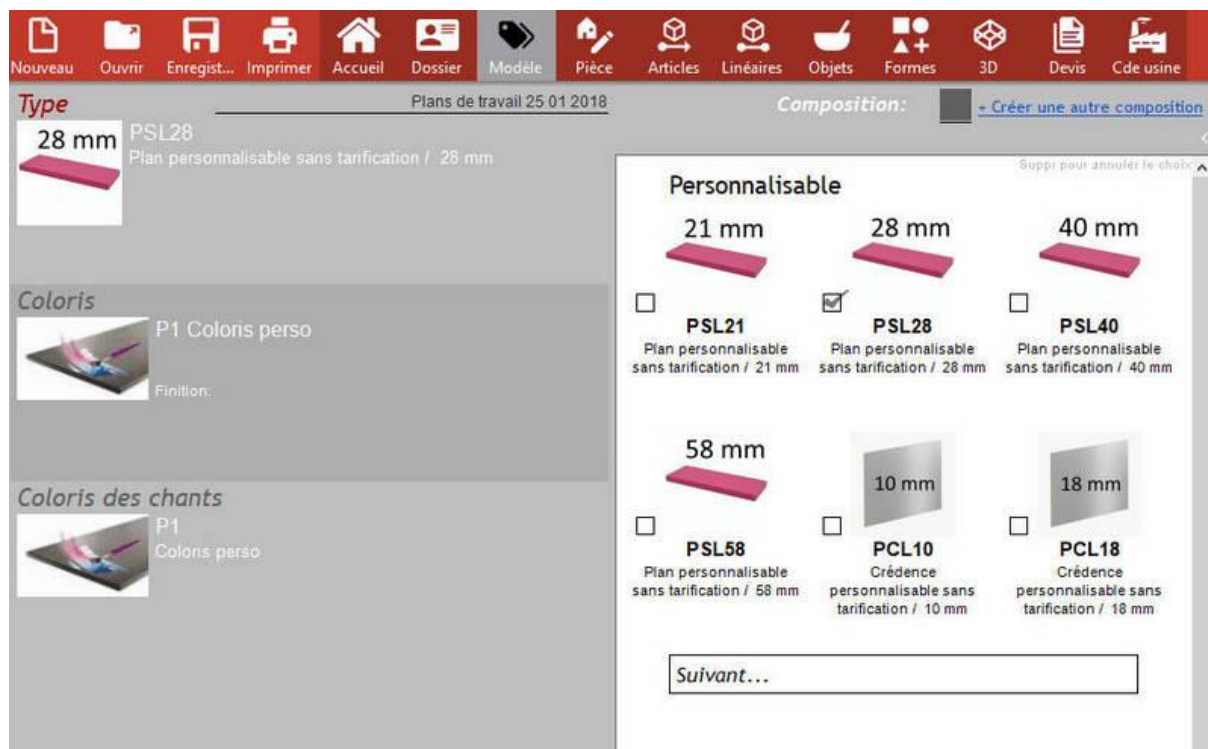 Nouveau Ouvrir Enregist... Imprimer Accueil Dossier Modèle Pièce Articles Linéaires Objets Formes 3D Devis Cde usine
Type Plans de travail 25 01 2018
28 mm
PSL28
Plan personnalisable sans tarification / 28 mm
Coloris
P1 Coloris perso
Finition:
Coloris des chants
P1
Coloris perso
Composition: + Créer une autre composition
Suppr pour annuler le choix
Personnalisable
21 mm 28 mm 40 mm
PSL21 PSL28 PSL40
Plan personnalisable Plan personnalisable Plan personnalisable
sans tarification / 21 mm sans tarification / 28 mm sans tarification / 40 mm
58 mm 10 mm 18 mm
PSL58 PCL10 PCL18
Plan personnalisable Crédence Crédence
sans tarification / 58 mm personnalisable sans personnalisable sans
tarification / 10 mm tarification / 18 mm
Suivant...